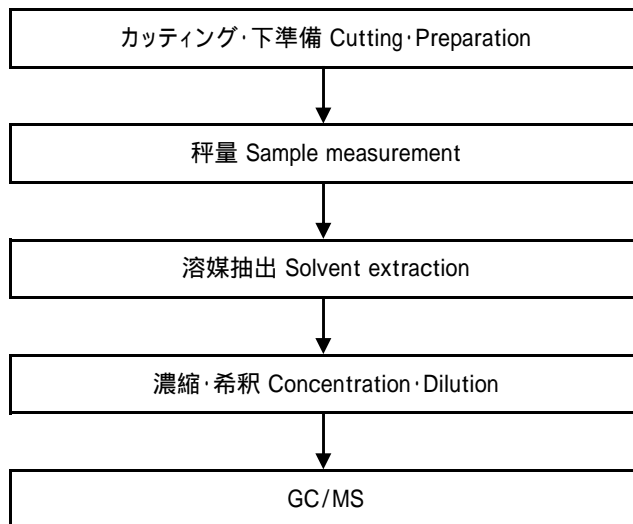 カッティング･下準備 Cutting･Preparation
秤量 Sample measurement
溶媒抽出 Solvent extraction
濃縮･希釈 Concentration･Dilution
GC/MS